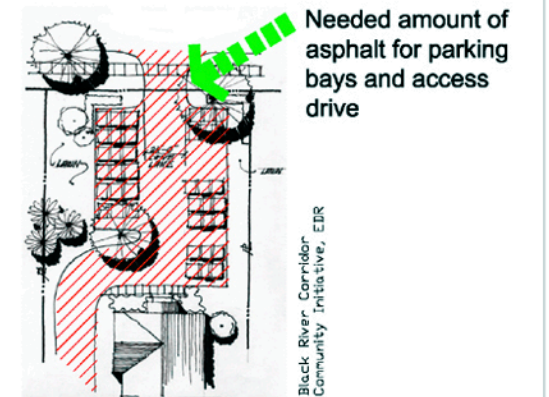 Needed amount of
asphalt for parking
bays and access
drive
LAWN
LAWN
Black River Corridor
Community Initiative, EDR